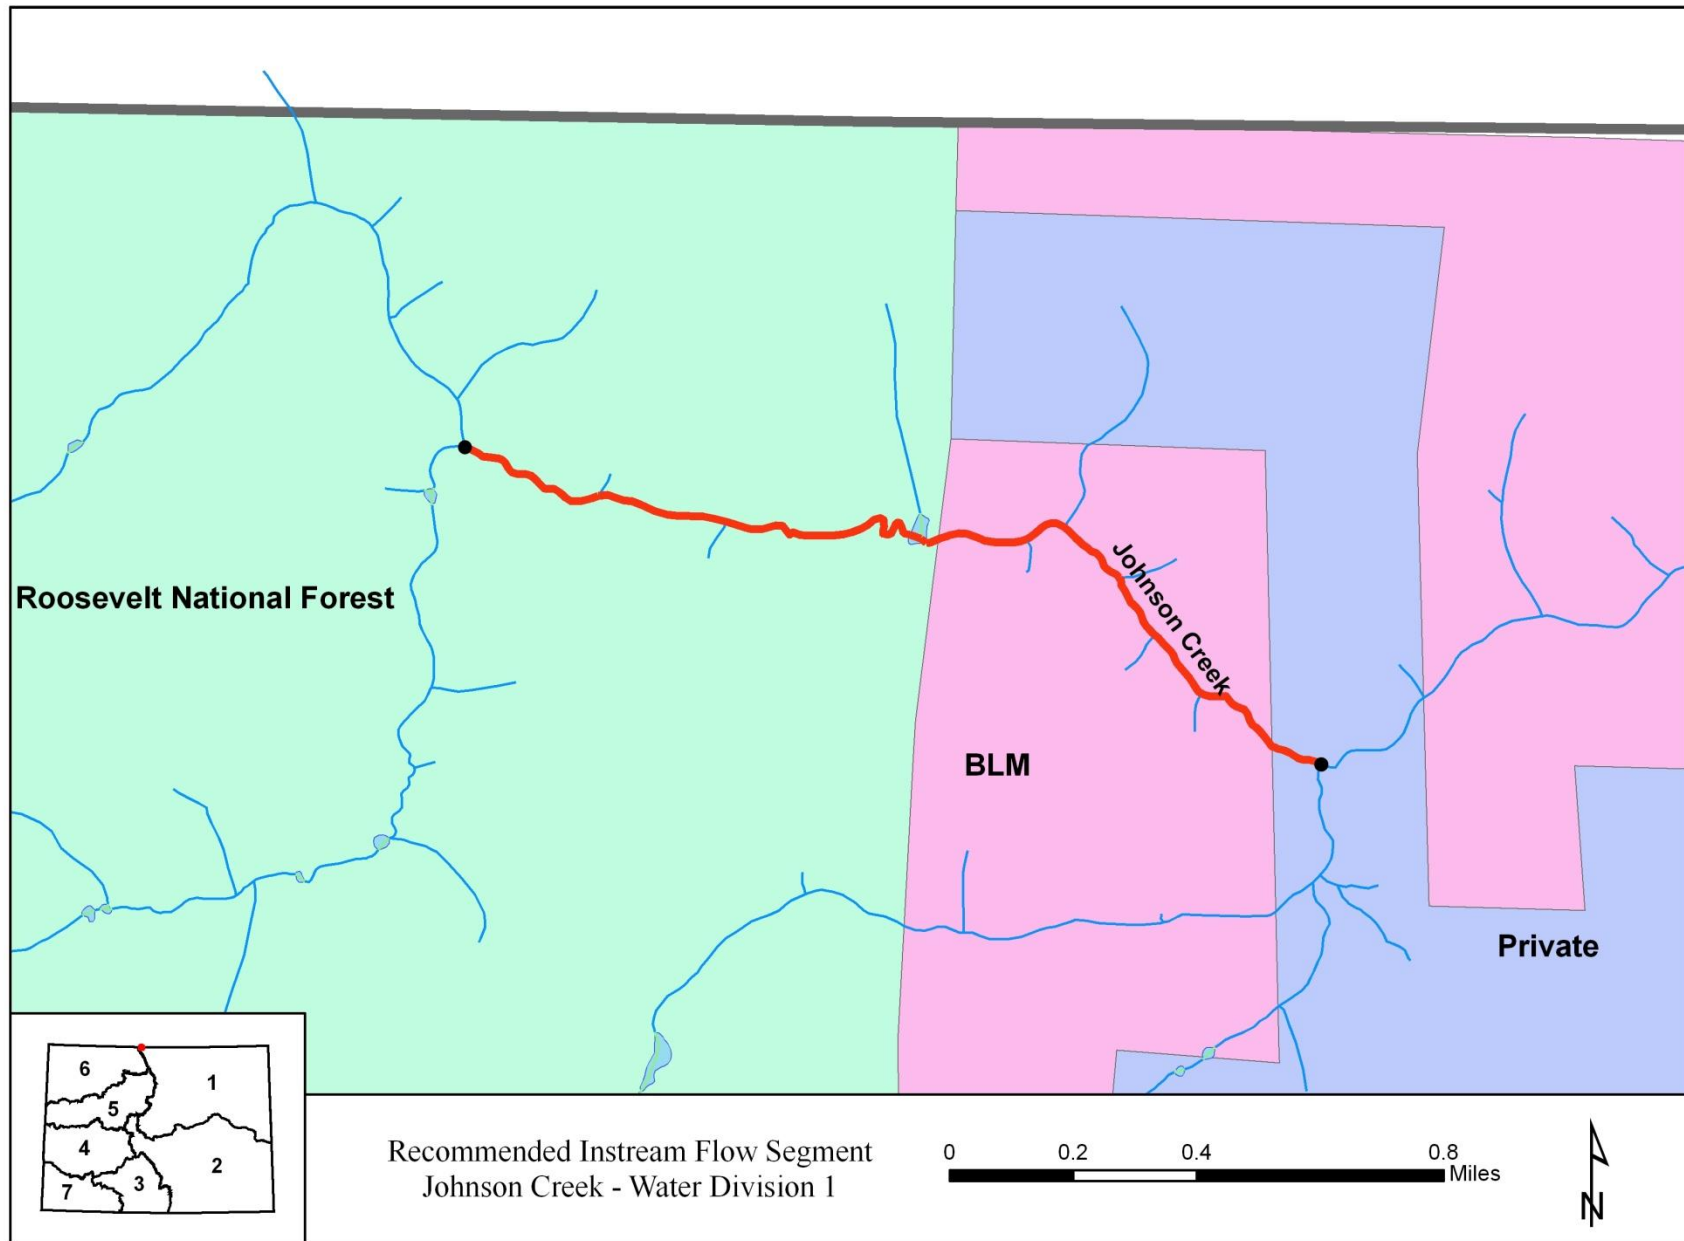 Roosevelt National Forest
Johnson Creek
BLM
Private
6
1
5
4
2
3
7
Recommended Instream Flow Segment
Johnson Creek - Water Division 1
0 0.2 0.4 0.8
Miles
N